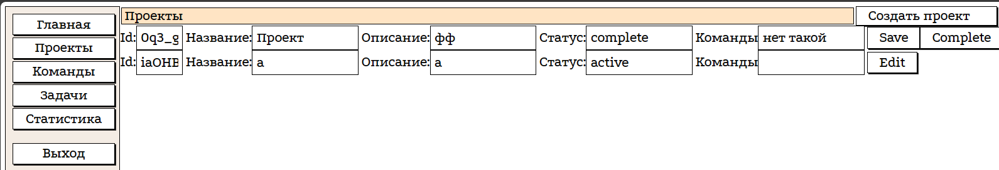 Главная
Проекты
Команды
Задачи
Статистика
Выход
Проекты Создать проект
Id: 0q3_g Название: Проект Описание: фф Статус: complete Команды нет такой Save Complete
Id: iaOHB Название: а Описание: а Статус: active Команды Edit